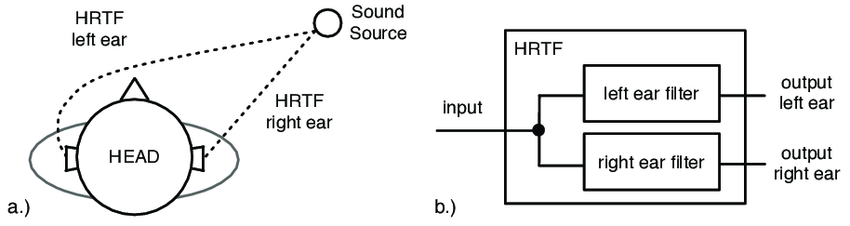 HRTF
left ear
Sound
Source
HRTF
right ear
HEAD
a.)
HRTF
input
left ear filter
right ear filter
output
left ear
output
right ear
b.)